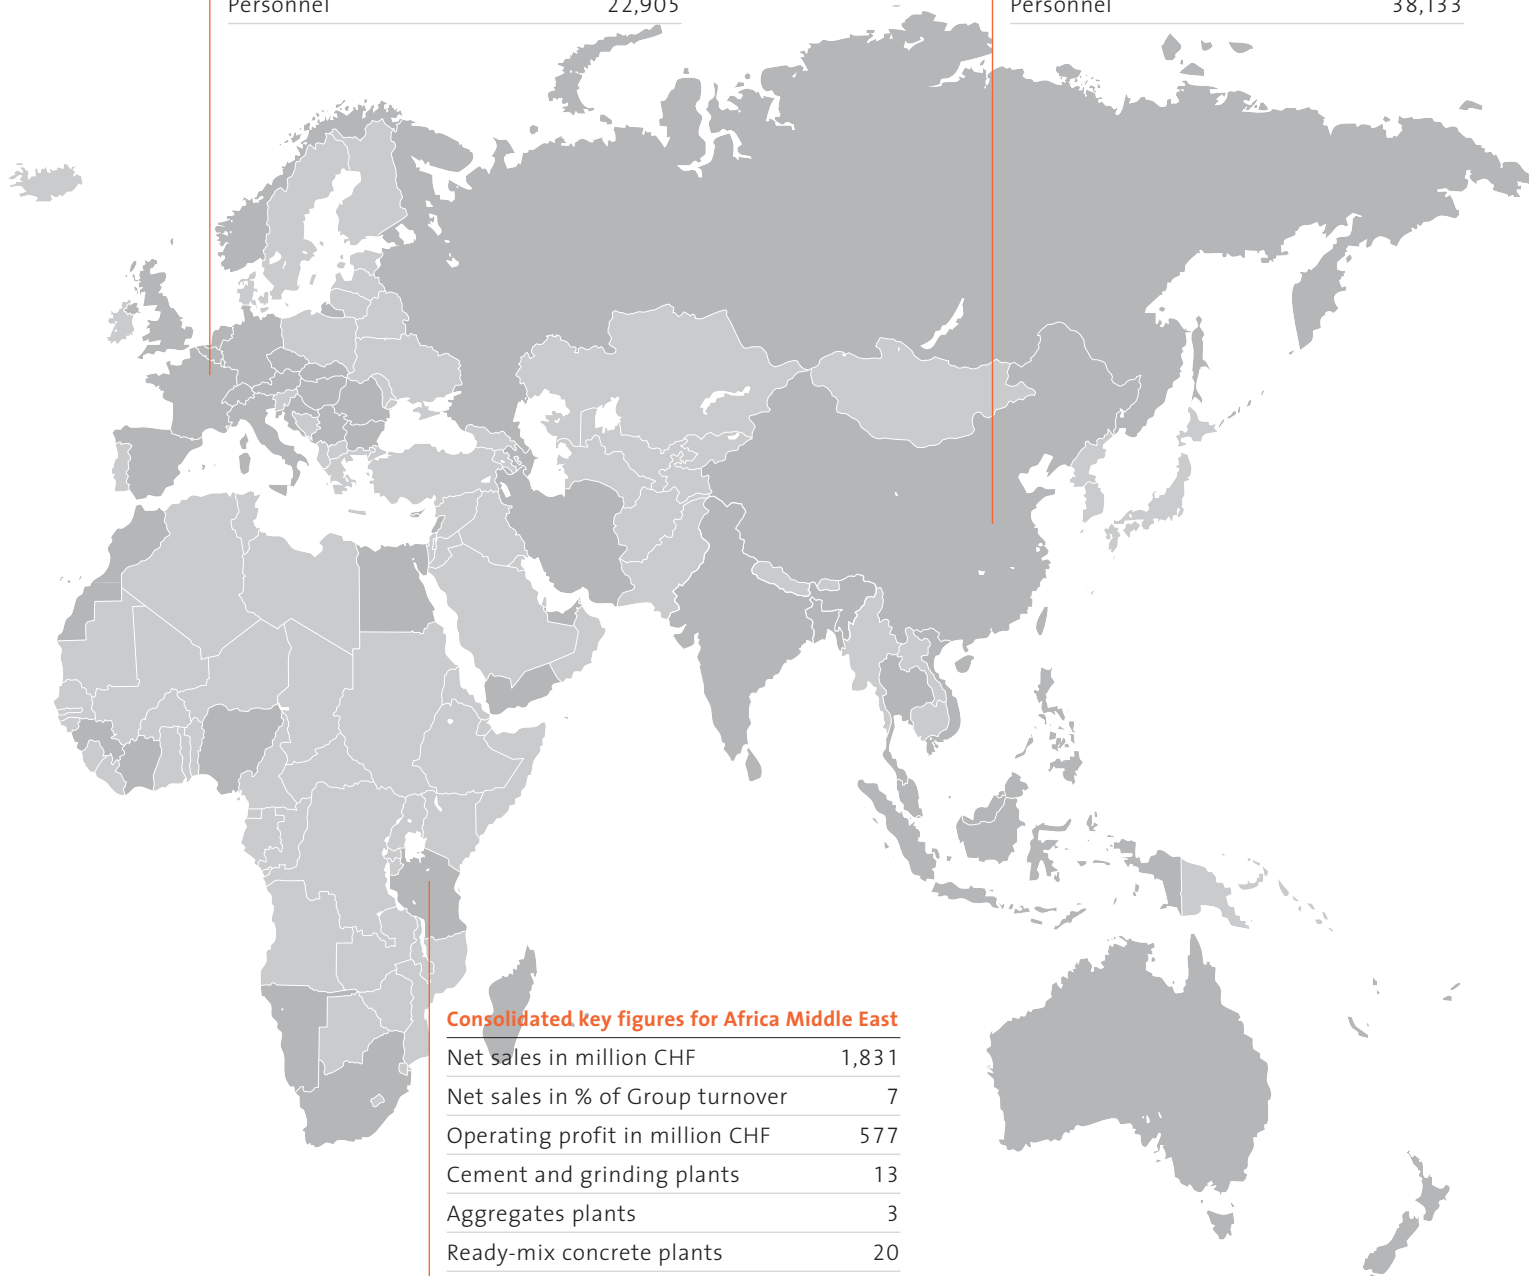 Personnel 22,905
Personnel 38,133
Consolidated key figures for Africa Middle East
Net sales in million CHF 1,831
Net sales in % of Group turnover 7
Operating profit in million CHF 577
Cement and grinding plants 13
Aggregates plants 3
Ready-mix concrete plants 20